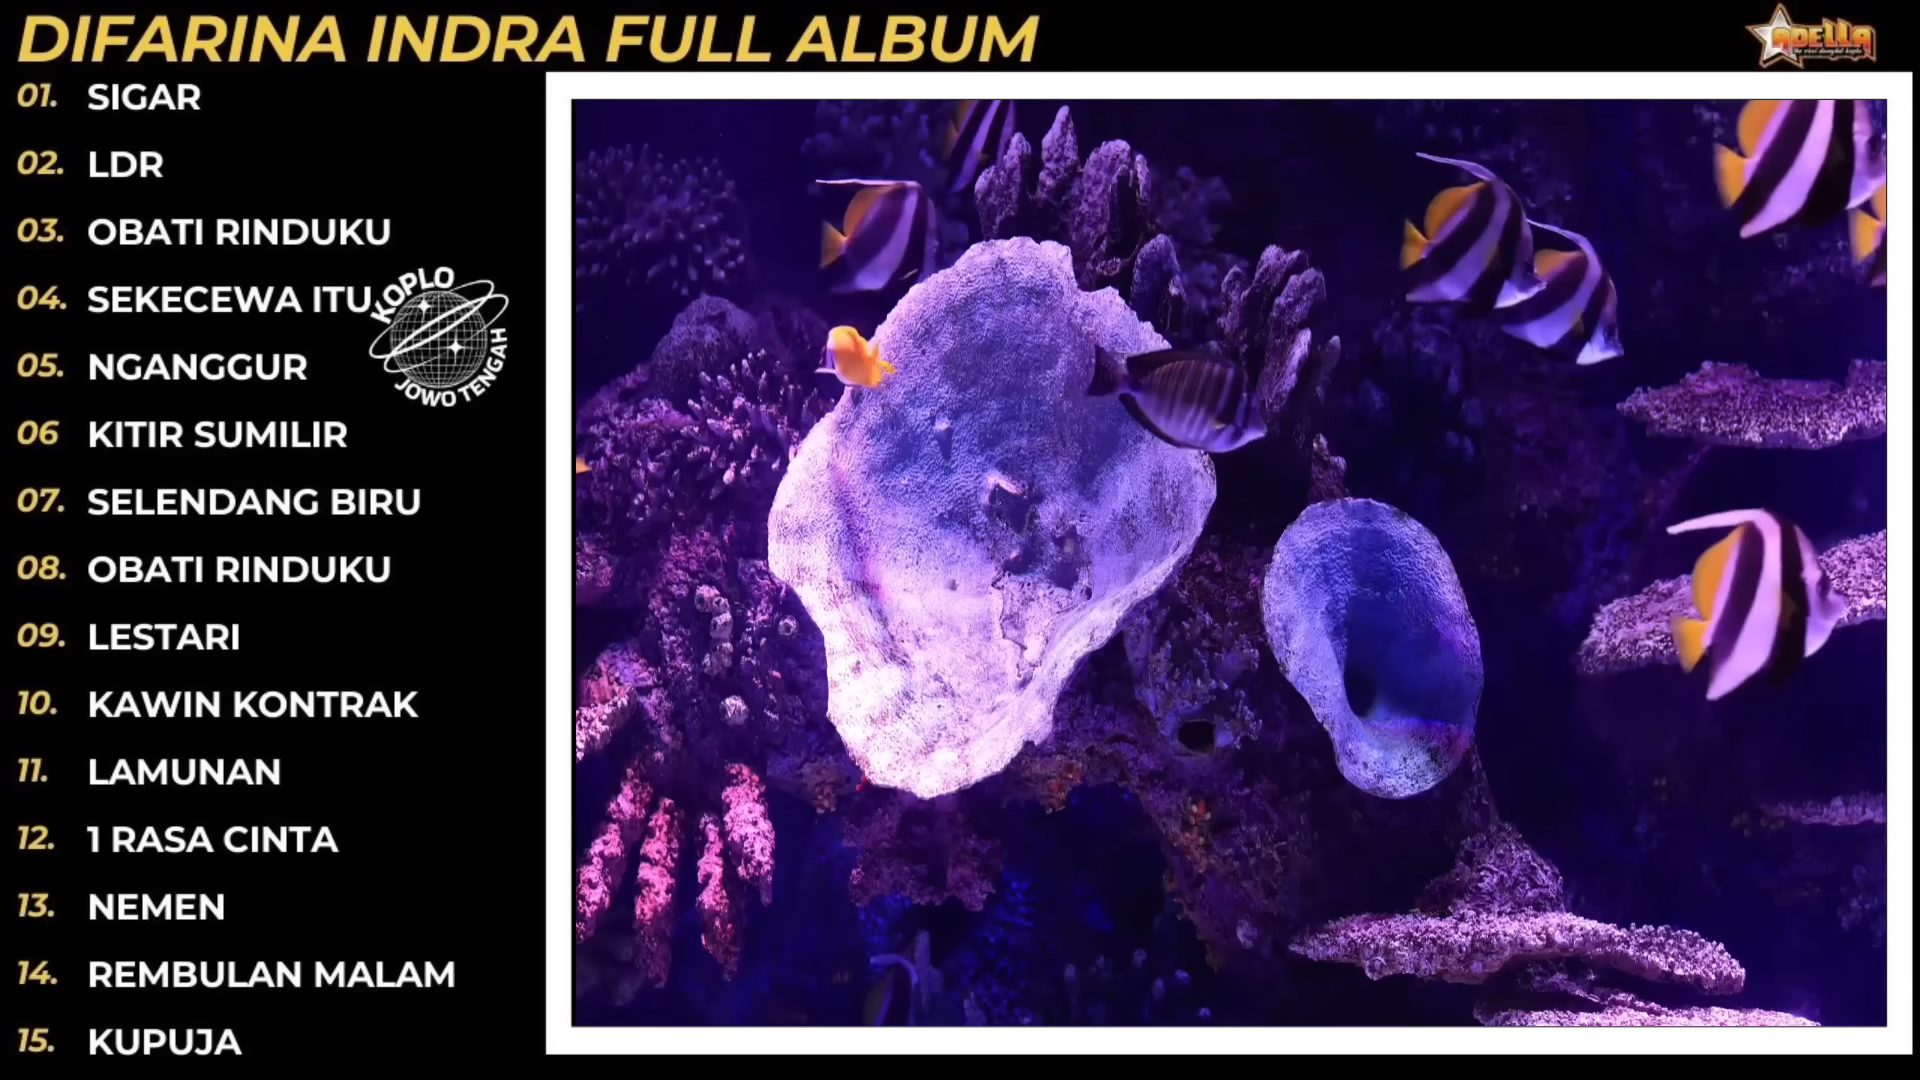 DIFARINA INDRA FULL ALBUM
ADELLA
01. SIGAR
02. LDR
03. OBATI RINDUKU
04. SEKECEWA ITU
KOPLO
JOWO TENGAH
05. NGANGGUR
06 KITIR SUMILIR
07. SELENDANG BIRU
08. OBATI RINDUKU
09. LESTARI
10. KAWIN KONTRAK
11. LAMUNAN
12. 1 RASA CINTA
13. NEMEN
14. REMBULAN MALAM
15. KUPUJA